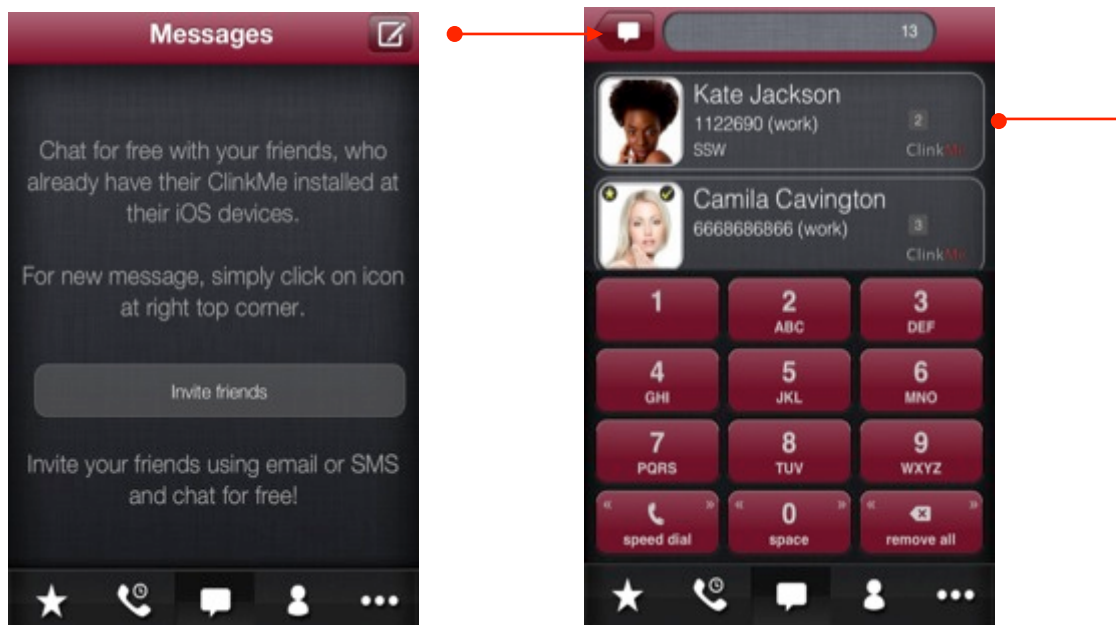 Messages
Chat for free with your friends, who
already have their ClinkMe installed at
their iOS devices.
For new message, simply click on icon
at right top corner.
Invite friends
Invite your friends using email or SMS
and chat for free!
13
Kate Jackson
1122690 (work)
2
SSW
ClinkMe
Camila Cavington
6668686866 (work)
3
ClinkMe
1 2 3
ABC DEF
4 5 6
GHI JKL MNO
7 8 9
PQRS TUV WXYZ
« » « 0 » « »
speed dial space remove all